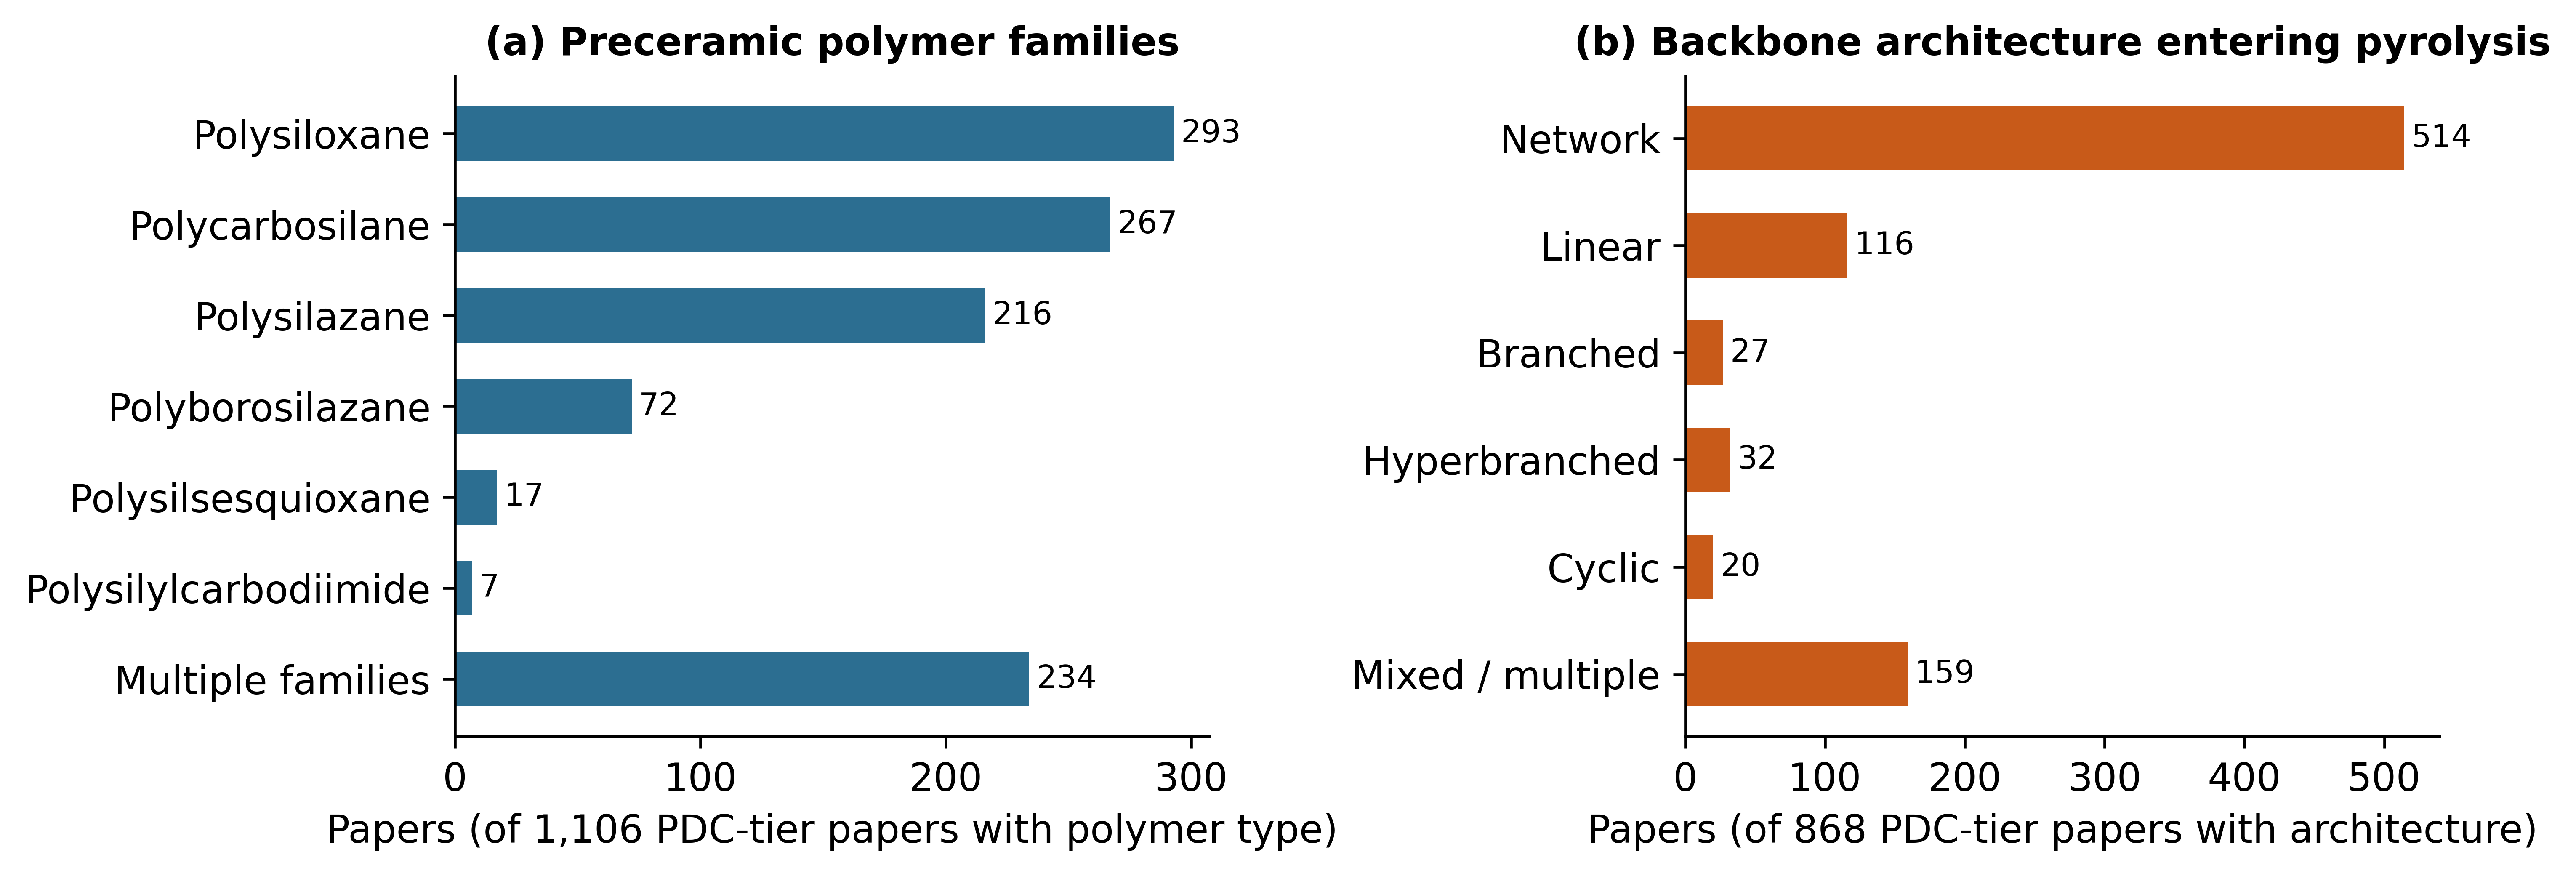 (a) Preceramic polymer families
Polysiloxane 293
Polycarbosilane 267
Polysilazane 216
Polyborosilazane 72
Polysilsesquioxane 17
Polysilylcarbodiimide 7
Multiple families 234
0 100 200 300
Papers (of 1,106 PDC-tier papers with polymer type)
(b) Backbone architecture entering pyrolysis
Network 514
Linear 116
Branched 27
Hyperbranched 32
Cyclic 20
Mixed / multiple 159
0 100 200 300 400 500
Papers (of 868 PDC-tier papers with architecture)